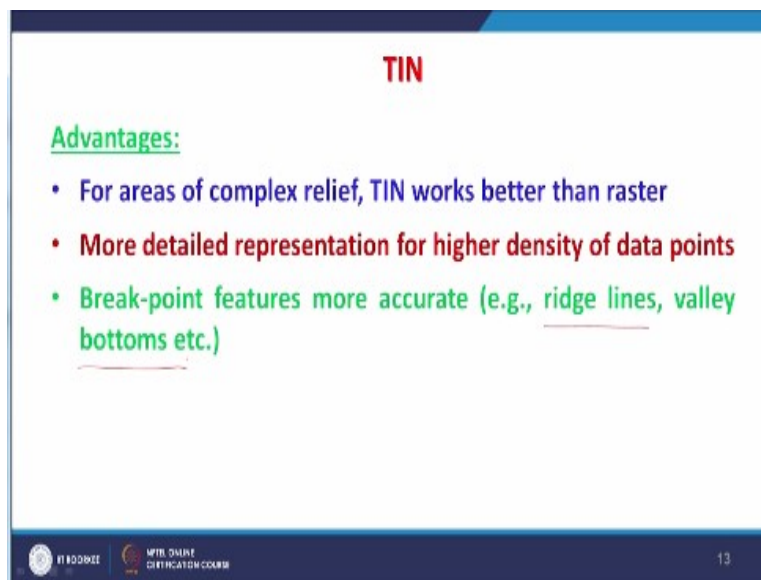 TIN
Advantages:
• For areas of complex relief, TIN works better than raster
• More detailed representation for higher density of data points
• Break-point features more accurate (e.g., ridge lines, valley
bottoms etc.)
IIT ROORKEE
NPTEL ONLINE
CERTIFICATION COURSE
13